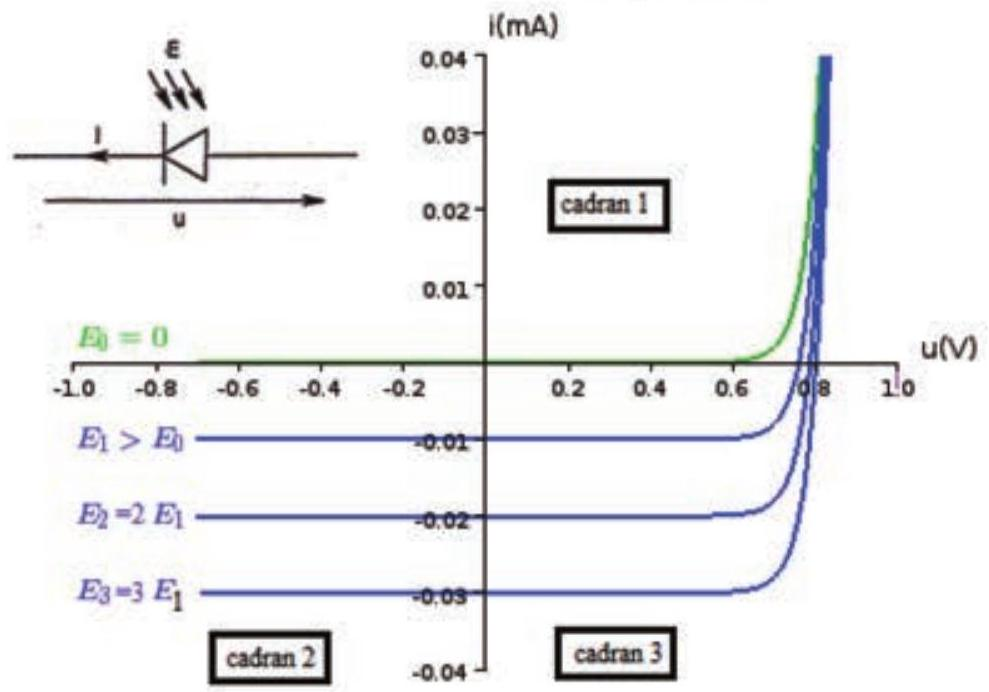 i(mA)
ε
I
u
0.04
0.03
0.02
0.01
cadran 1
E₀ = 0
u(V)
-1.0 -0.8 -0.6 -0.4 -0.2 0.2 0.4 0.6 0.8 1.0
E₁ > E₀
-0.01
E₂ =2 E₁
-0.02
E₃=3 E₁
-0.03
cadran 2
cadran 3
-0.04